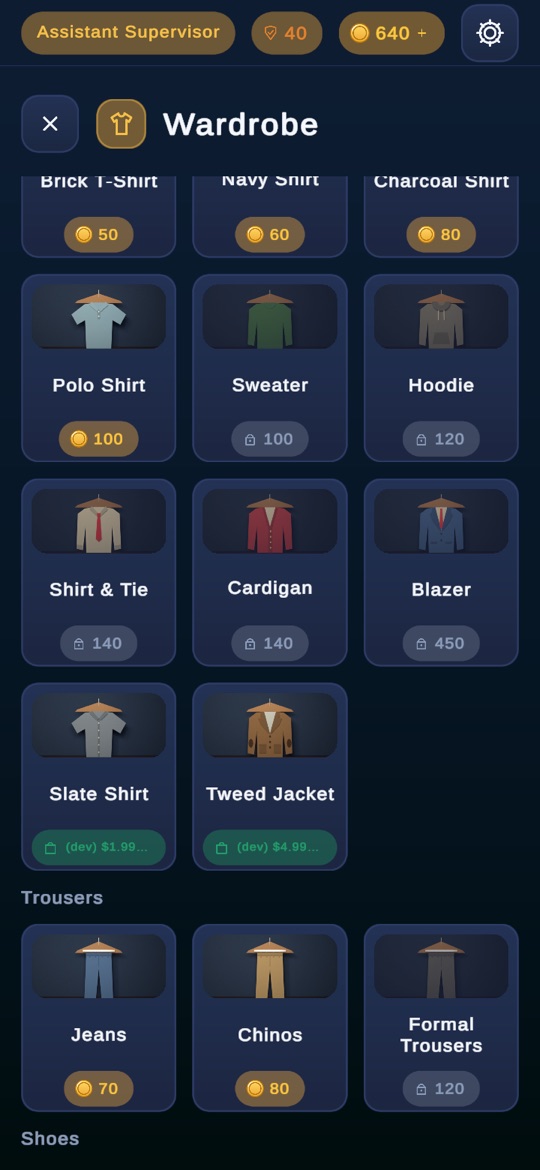 Assistant Supervisor
40
640 +
Wardrobe
Brick T-Shirt
Navy Shirt
Charcoal Shirt
50
60
80
Polo Shirt
Sweater
Hoodie
100
100
120
Shirt & Tie
Cardigan
Blazer
140
140
450
Slate Shirt
Tweed Jacket
(dev) $1.99...
(dev) $4.99...
Trousers
Jeans
Chinos
Formal
Trousers
70
80
120
Shoes